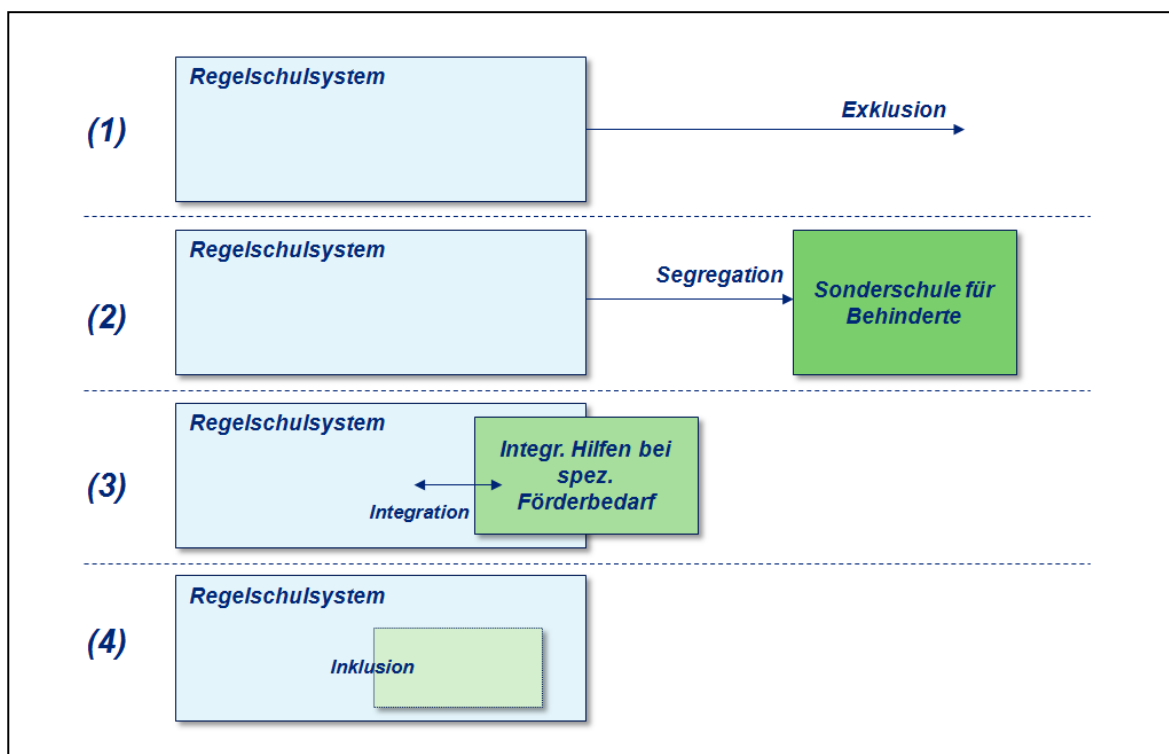 Regelschulsystem
(1)
Exklusion
Regelschulsystem
(2)
Segregation
Sonderschule für
Behinderte
Regelschulsystem
(3)
Integration
Integr. Hilfen bei
spez.
Förderbedarf
Regelschulsystem
(4)
Inklusion